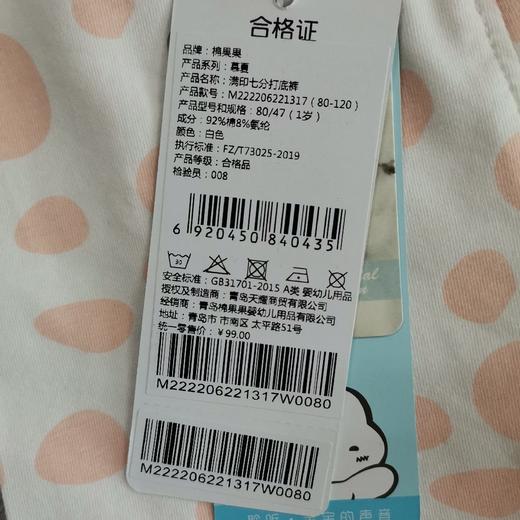 合格证
品牌：棉果果
产品系列：慕夏
产品名称：满印七分打底裤
产品款号：M222206221317（80-120）
产品型号和规格：80/47（1岁）
成分：92%棉8%氨纶
颜色：白色
执行标准：FZ/T73025-2019
产品等级：合格品
检验员：008
6 920450 840435
30
安全标准：GB31701-2015 A类 婴幼儿用品
授权及制造商：青岛天耀商贸有限公司
经销商：青岛棉果果婴幼儿用品有限公司
地址：青岛市 市南区 太平路51号
统一零售价：￥99.00
M222206221317W0080
M222206221317W0080